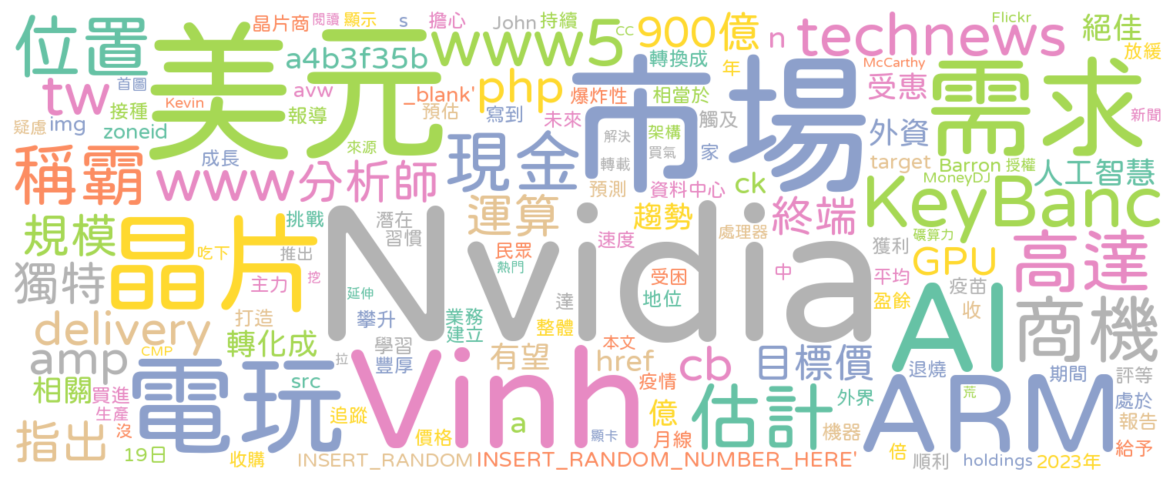 晶片商 閱讀 顯示 s 擔心 John 持續 CC 900億 n technews Flickr 絕佳
位置 美元 www5 轉換成 年 McCarthy 放緩
a4b3f35b 市場 需求
tw 首圖 avw _blank' php 爆炸性 相當於 受惠
Kevin 接種 報導 預估 寫到 未來 架構 觸及 外資 新聞
疑慮 img zoneid 來源 解決 買氣 家 target Barron 授權 人工智慧
稱霸 成長 www 分析師 現金 轉載 預測 資料中心 ck MoneyDJ KeyBanc
規模 挑戰 潛在 運算 趨勢 終端
晶片 習慣 速度 處理器 礦算力 獲利 高達
吃下 推出 Nvidia 民眾 GPU
獨特 主力 挖 熱門 受困 中 平均 疫苗
delivery 打造 延伸 達 地位 盈餘 收 AI 商機
轉化成 攀升 業務 建立 整體
amp CMP 拉 學習 有望 本文 cb 目標價
相關 買進 電玩 src 豐厚 Vinh href 疫情 退燒 期間 評等
生產 追蹤 a 億 估計 外界 荒 ARM 處於
指出 沒 價格 顯卡 月線 機器 報告
19日 收購 INSERT_RANDOM INSERT_RANDOM_NUMBER_HERE' 倍 順利 holdings 2023年 給予